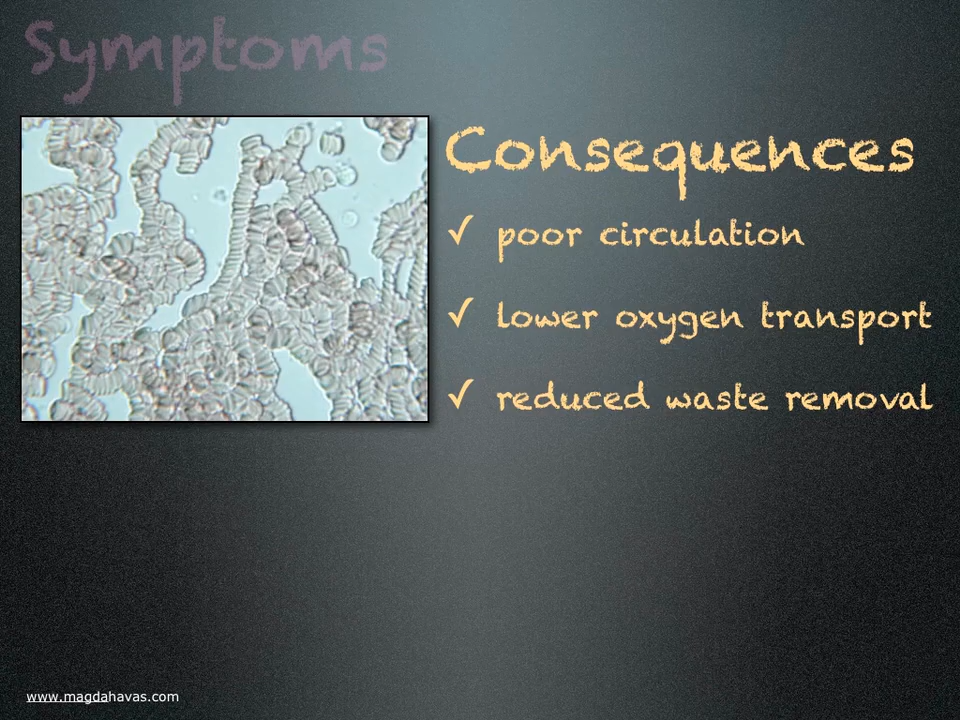 Symptoms
Consequences
✓ poor circulation
✓ lower oxygen transport
✓ reduced waste removal
www.magdahavas.com